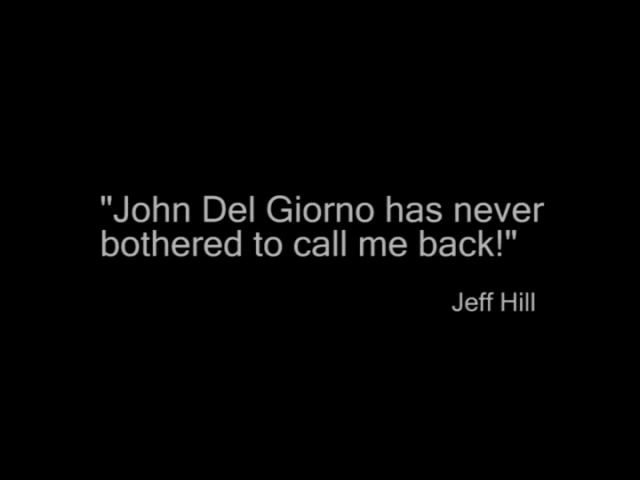 "John Del Giorno has never
bothered to call me back!"
Jeff Hill